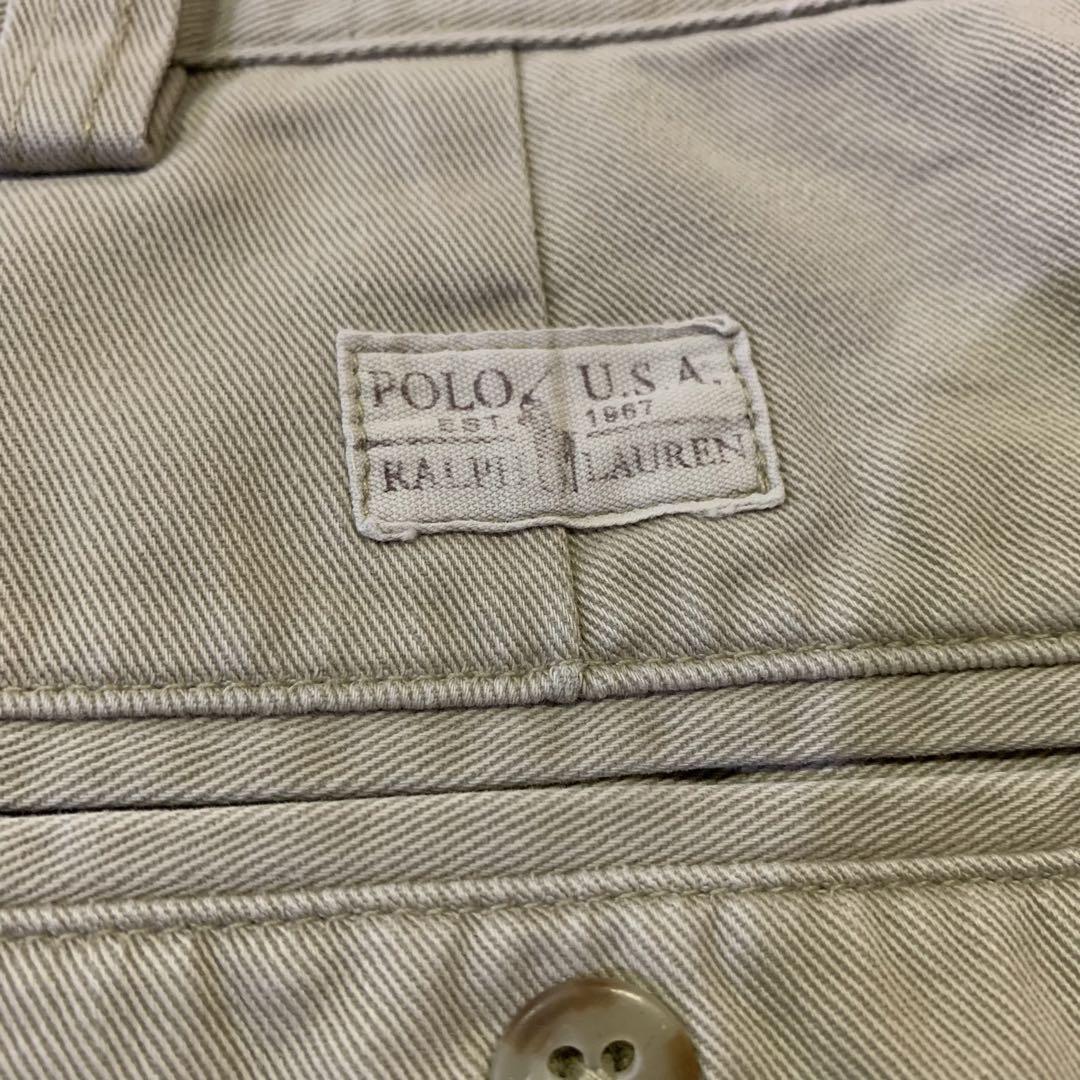 POLO U.S.A.
EST. 1967
RALPH LAUREN